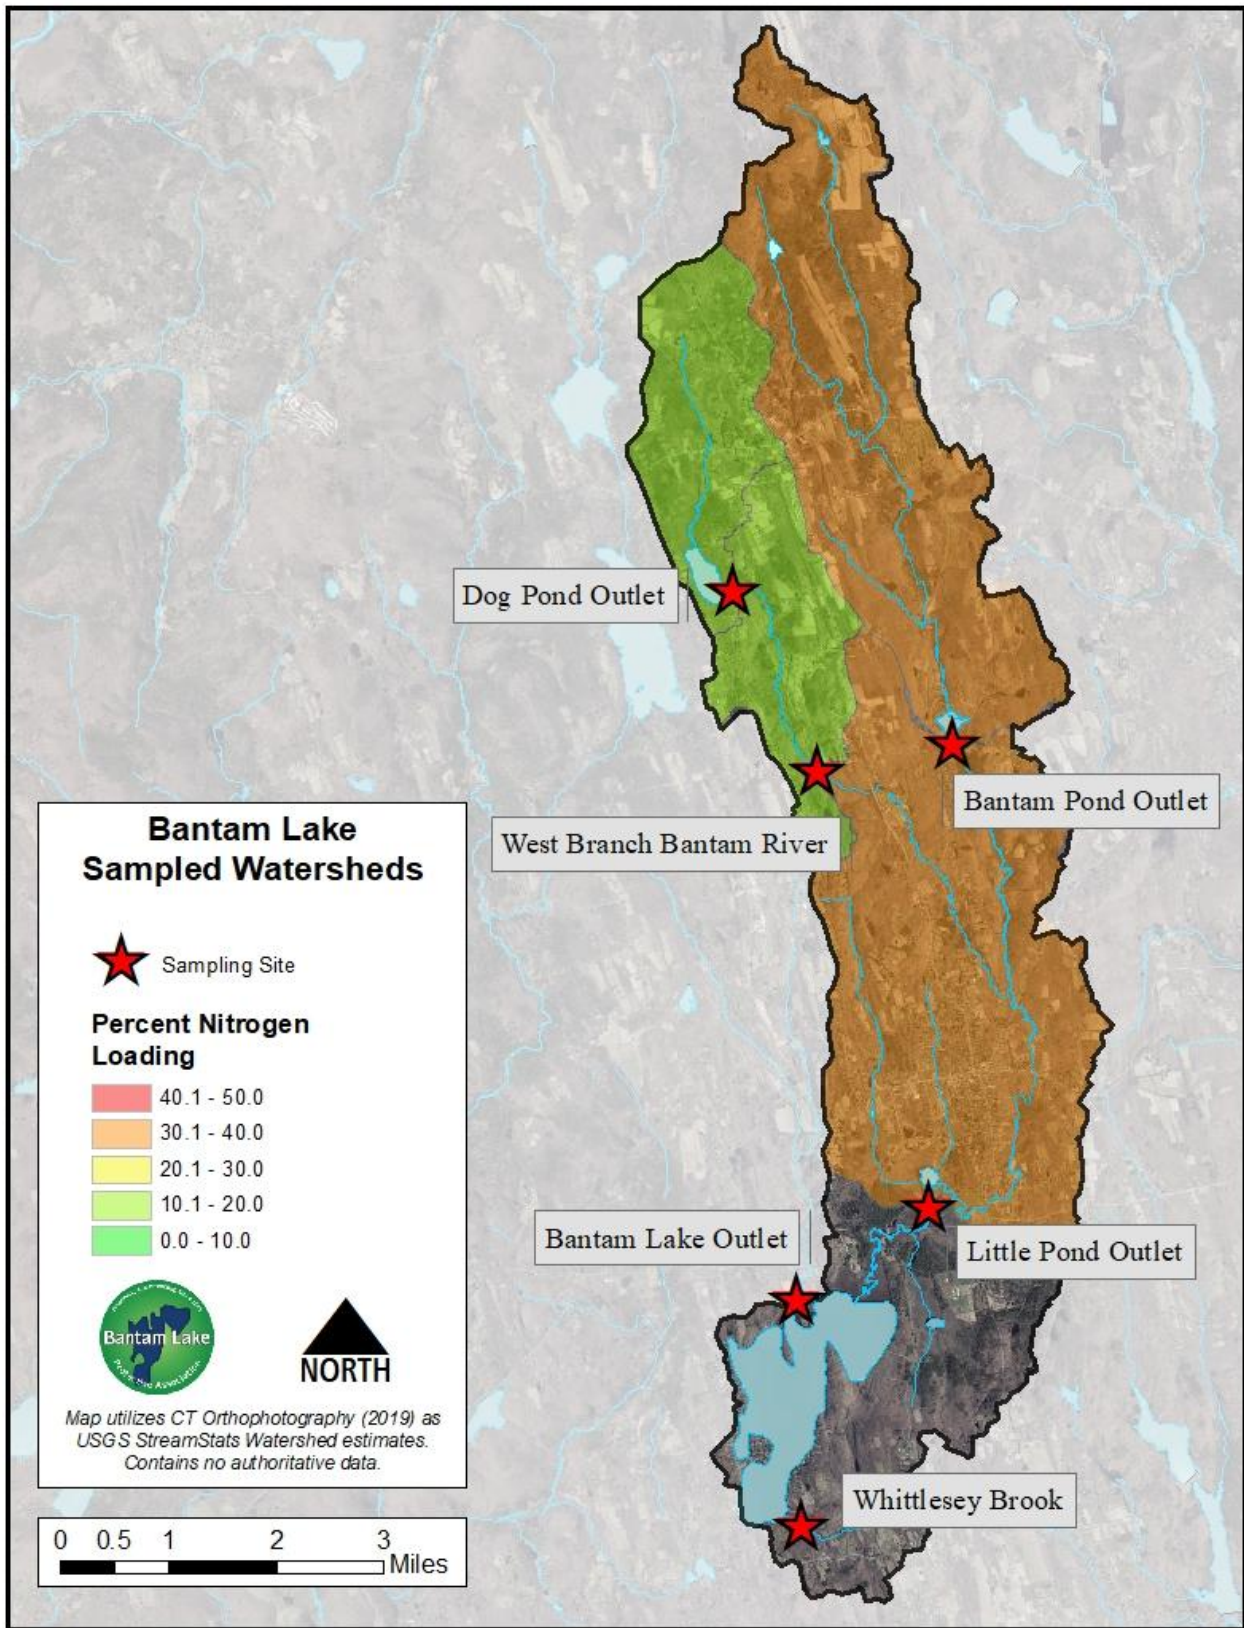 Dog Pond Outlet
Bantam Pond Outlet
West Branch Bantam River
Bantam Lake
Sampled Watersheds
Sampling Site
Percent Nitrogen
Loading
40.1 - 50.0
30.1 - 40.0
20.1 - 30.0
10.1 - 20.0
0.0 - 10.0
Bantam Lake Outlet
Little Pond Outlet
Bantam Lake
Protective Association
NORTH
Map utilizes CT Orthophotography (2019) as
USGS StreamStats Watershed estimates.
Contains no authoritative data.
Whittlesey Brook
0 0.5 1 2 3
Miles